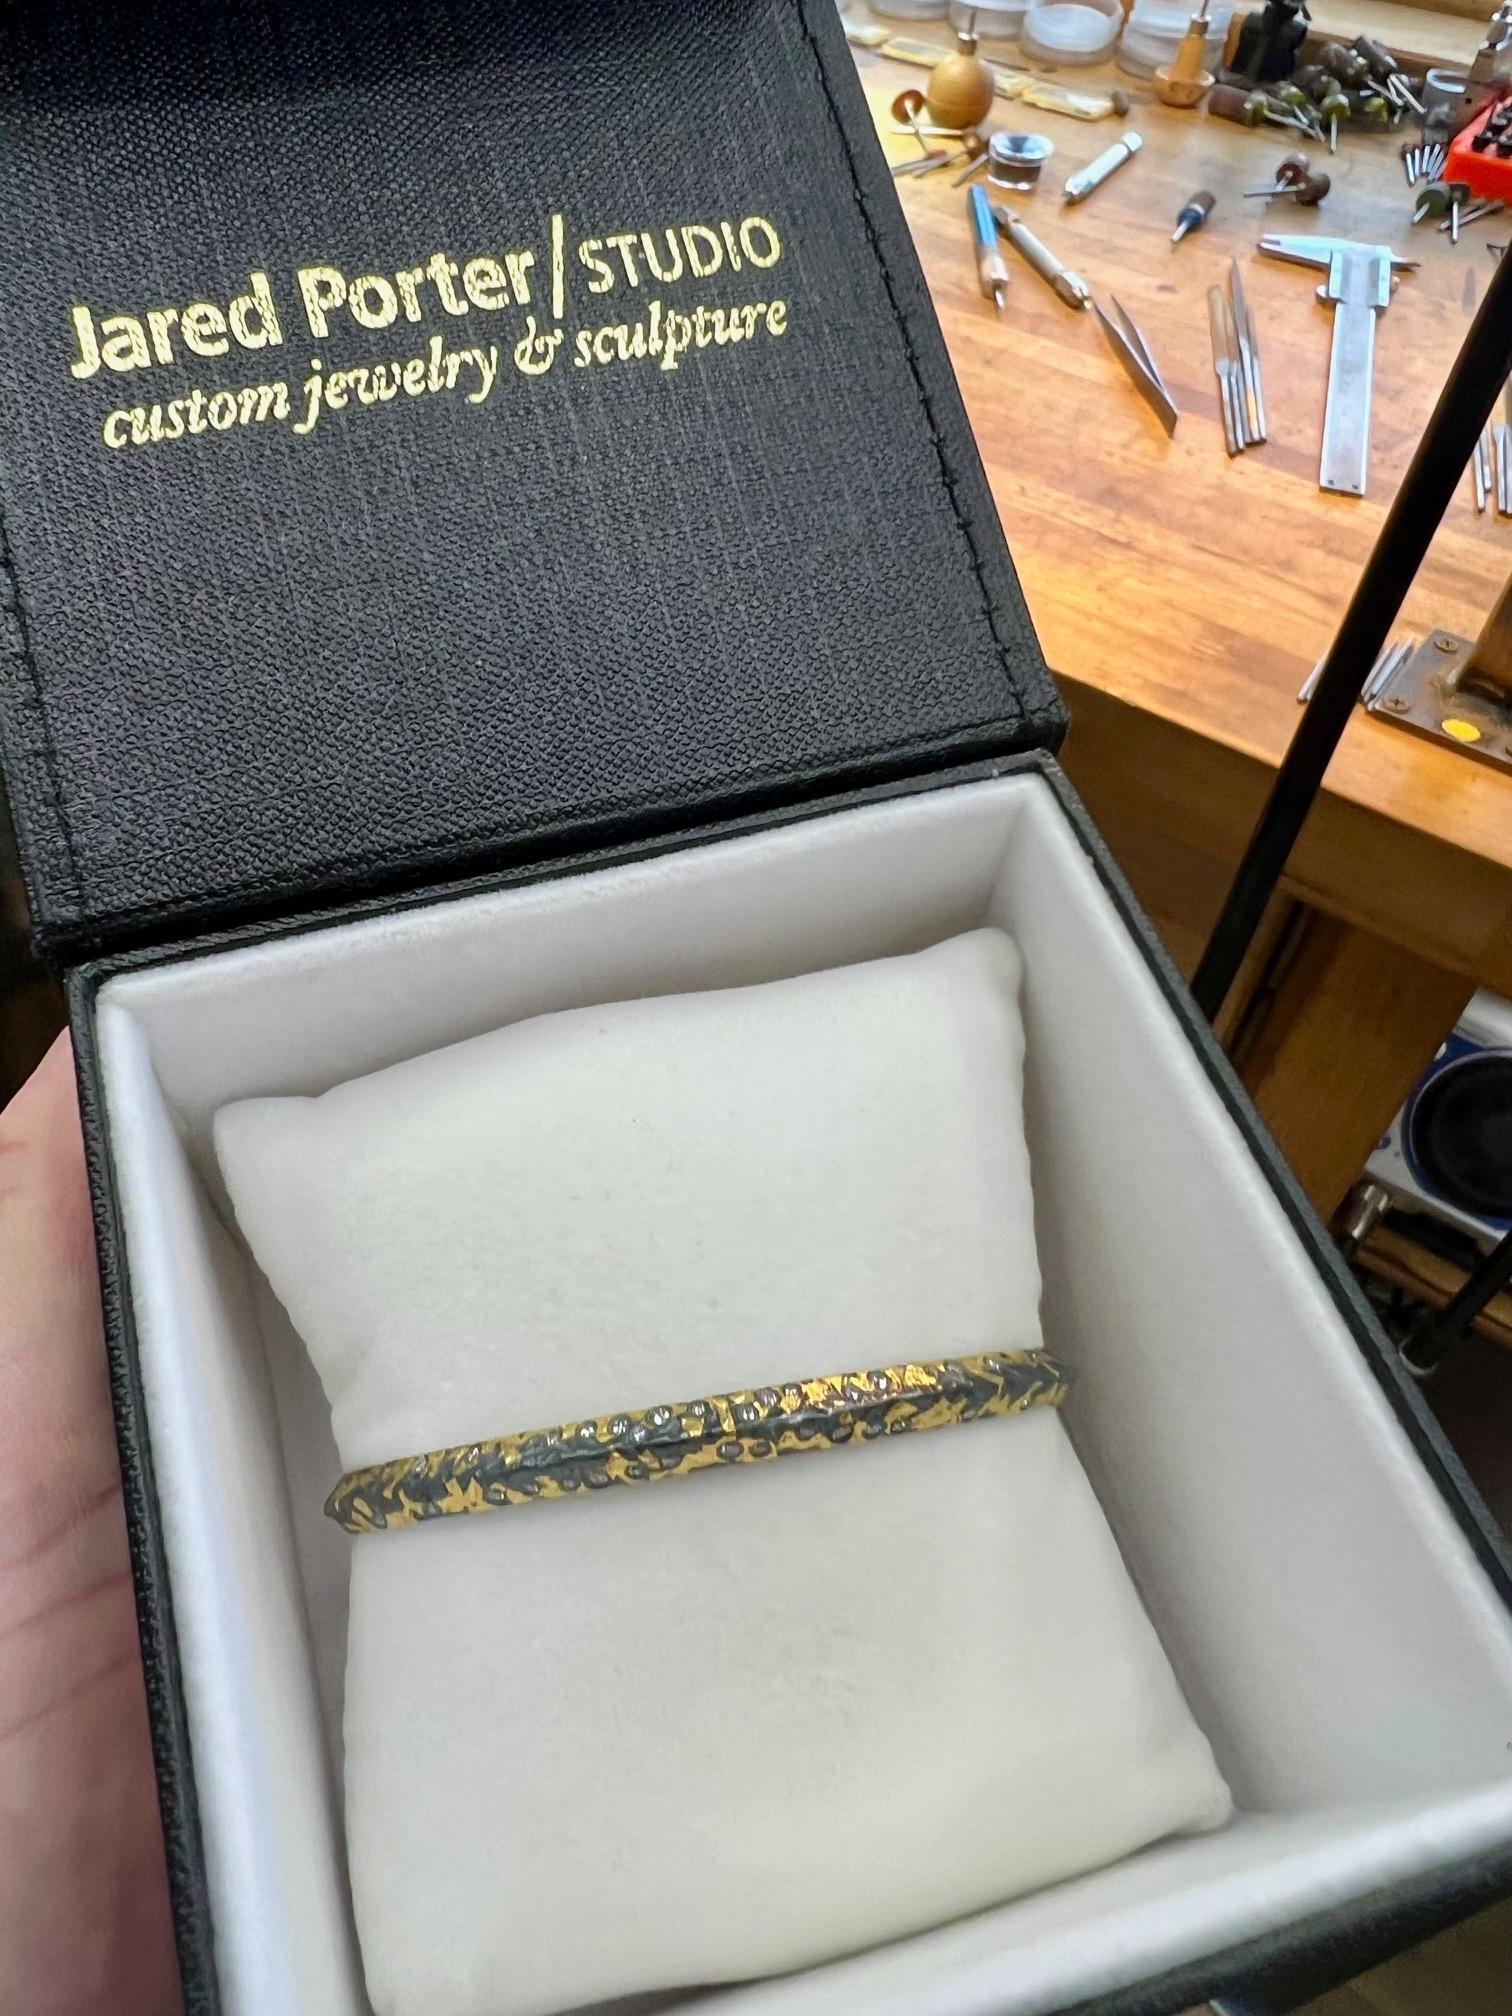 Jared Porter|STUDIO
custom jewelry & sculpture